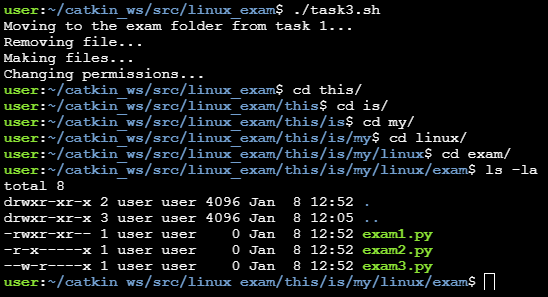 user:~/catkin_ws/src/linux_exam$ ./task3.sh
Moving to the exam folder from task 1...
Removing file...
Making files...
Changing permissions...
user:~/catkin_ws/src/linux_exam$ cd this/
user:~/catkin_ws/src/linux_exam/this$ cd is/
user:~/catkin_ws/src/linux_exam/this/is$ cd my/
user:~/catkin_ws/src/linux_exam/this/is/my$ cd linux/
user:~/catkin_ws/src/linux_exam/this/is/my/linux$ cd exam/
user:~/catkin_ws/src/linux_exam/this/is/my/linux/exam$ ls -la
total 8
drwxr-xr-x 2 user user 4096 Jan  8 12:52 .
drwxr-xr-x 3 user user 4096 Jan  8 12:05 ..
-rwxr-xr-- 1 user user    0 Jan  8 12:52 exam1.py
-r-x-----x 1 user user    0 Jan  8 12:52 exam2.py
--w-r----x 1 user user    0 Jan  8 12:52 exam3.py
user:~/catkin_ws/src/linux_exam/this/is/my/linux/exam$